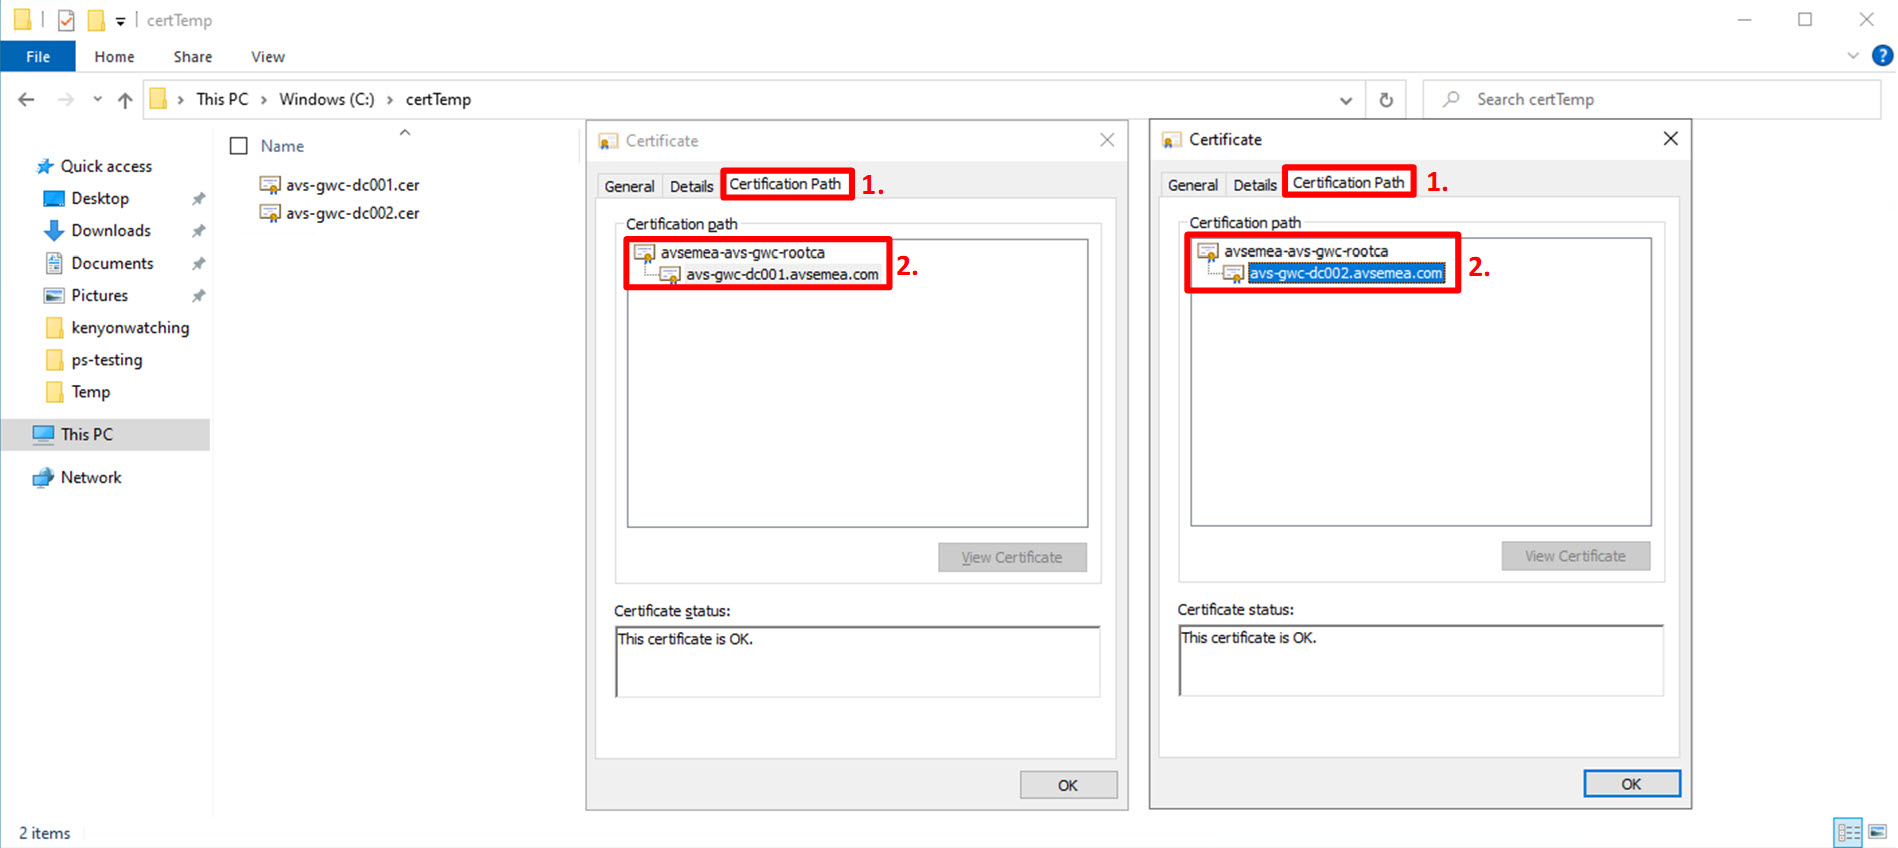 certTemp
File Home Share View
This PC Windows (C:) certTemp
Search certTemp
Quick access
Desktop
Downloads
Documents
Pictures
kenyonwatching
ps-testing
Temp
This PC
Network
Name
avs-gwc-dc001.cer
avs-gwc-dc002.cer
Certificate
General Details Certification Path 1.
Certification path
avsemea-avs-gwc-rootca
avs-gwc-dc001.avsemea.com 2.
View Certificate
Certificate status:
This certificate is OK.
OK
Certificate
General Details Certification Path 1.
Certification path
avsemea-avs-gwc-rootca
avs-gwc-dc002.avsemea.com 2.
View Certificate
Certificate status:
This certificate is OK.
OK
2 items